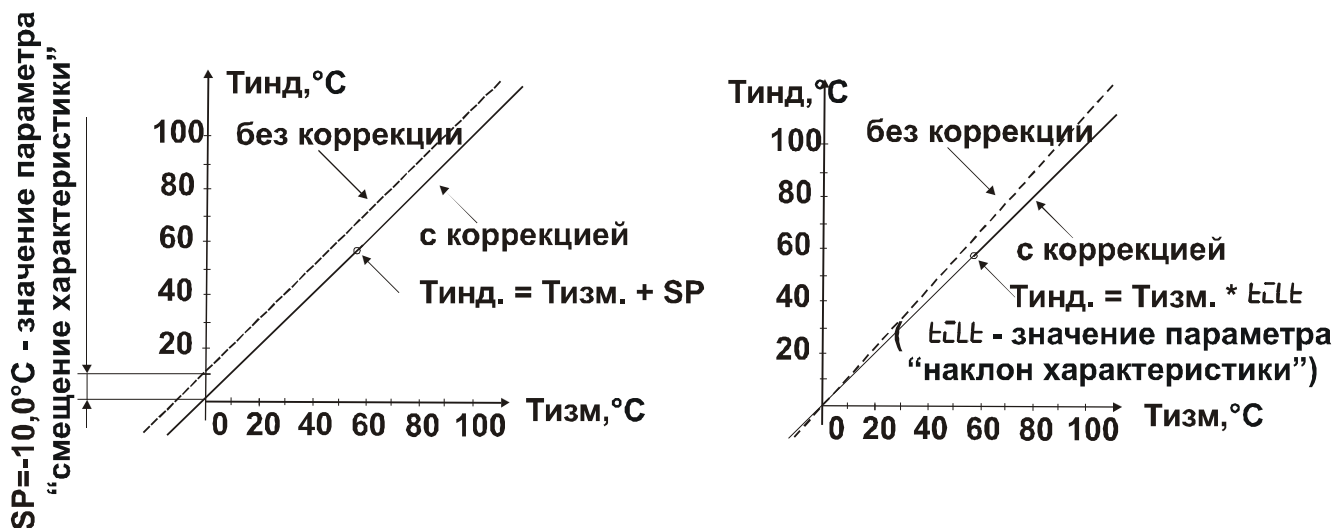 SP=-10,0°C - значение параметра
“смещение характеристики”
Тинд,°C
без коррекции
100
80
60
40
20
с коррекцией
Тинд. = Тизм. + SP
0 20 40 60 80 100
Тизм,°C
Тинд,°C
без коррекции
100
80
60
40
20
с коррекцией
Тинд. = Тизм. * tilt
( tilt - значение параметра
“наклон характеристики”)
0 20 40 60 80 100
Тизм,°C